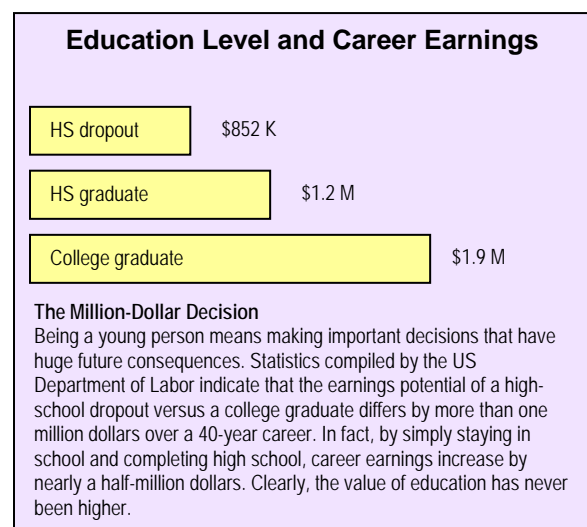 Education Level and Career Earnings
HS dropout $852 K
HS graduate $1.2 M
College graduate $1.9 M
The Million-Dollar Decision
Being a young person means making important decisions that have
huge future consequences. Statistics compiled by the US
Department of Labor indicate that the earnings potential of a high-
school dropout versus a college graduate differs by more than one
million dollars over a 40-year career. In fact, by simply staying in
school and completing high school, career earnings increase by
nearly a half-million dollars. Clearly, the value of education has never
been higher.